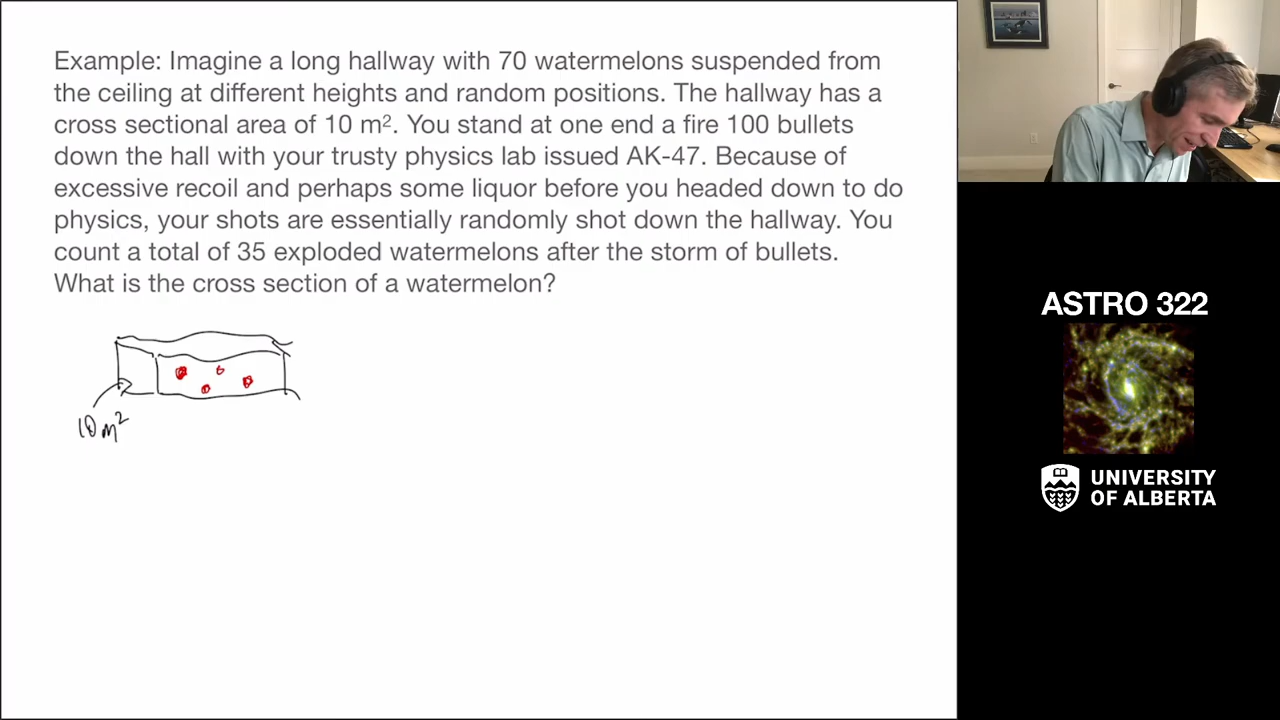 Example: Imagine a long hallway with 70 watermelons suspended from
the ceiling at different heights and random positions. The hallway has a
cross sectional area of 10 m². You stand at one end a fire 100 bullets
down the hall with your trusty physics lab issued AK-47. Because of
excessive recoil and perhaps some liquor before you headed down to do
physics, your shots are essentially randomly shot down the hallway. You
count a total of 35 exploded watermelons after the storm of bullets.
What is the cross section of a watermelon?
10 m²
ASTRO 322
UNIVERSITY
OF ALBERTA